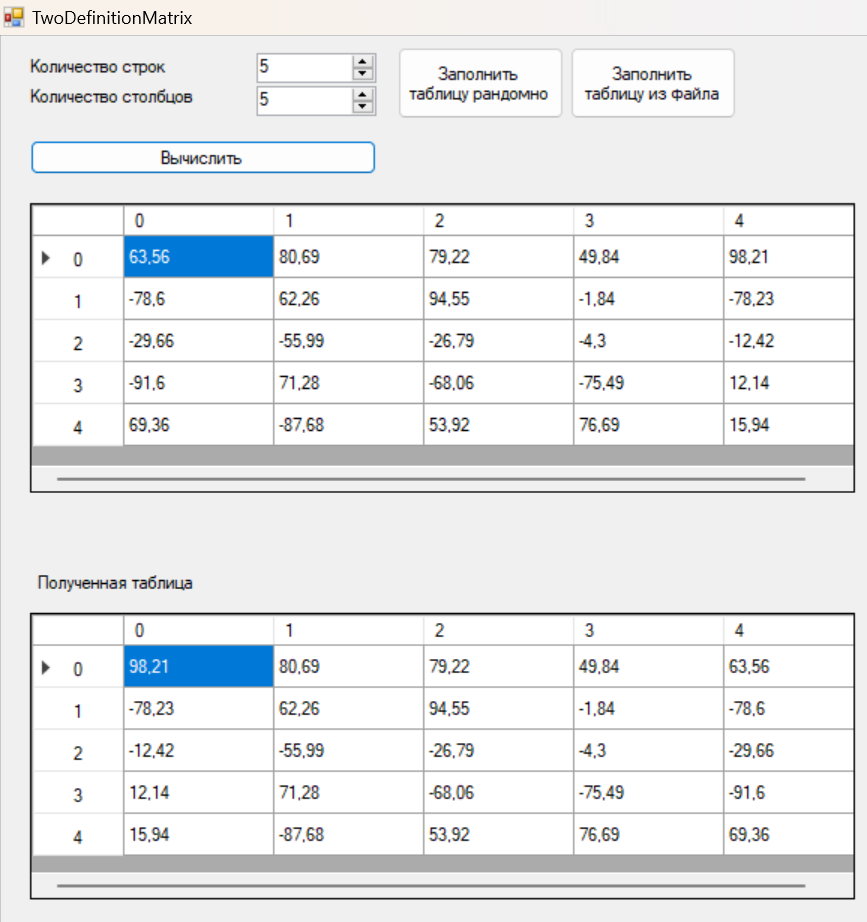 TwoDefinitionMatrix
Количество строк 5
Количество столбцов 5
Заполнить таблицу рандомно
Заполнить таблицу из файла
Вычислить
0 1 2 3 4
0 63,56 80,69 79,22 49,84 98,21
1 -78,6 62,26 94,55 -1,84 -78,23
2 -29,66 -55,99 -26,79 -4,3 -12,42
3 -91,6 71,28 -68,06 -75,49 12,14
4 69,36 -87,68 53,92 76,69 15,94
Полученная таблица
0 1 2 3 4
0 98,21 80,69 79,22 49,84 63,56
1 -78,23 62,26 94,55 -1,84 -78,6
2 -12,42 -55,99 -26,79 -4,3 -29,66
3 12,14 71,28 -68,06 -75,49 -91,6
4 15,94 -87,68 53,92 76,69 69,36